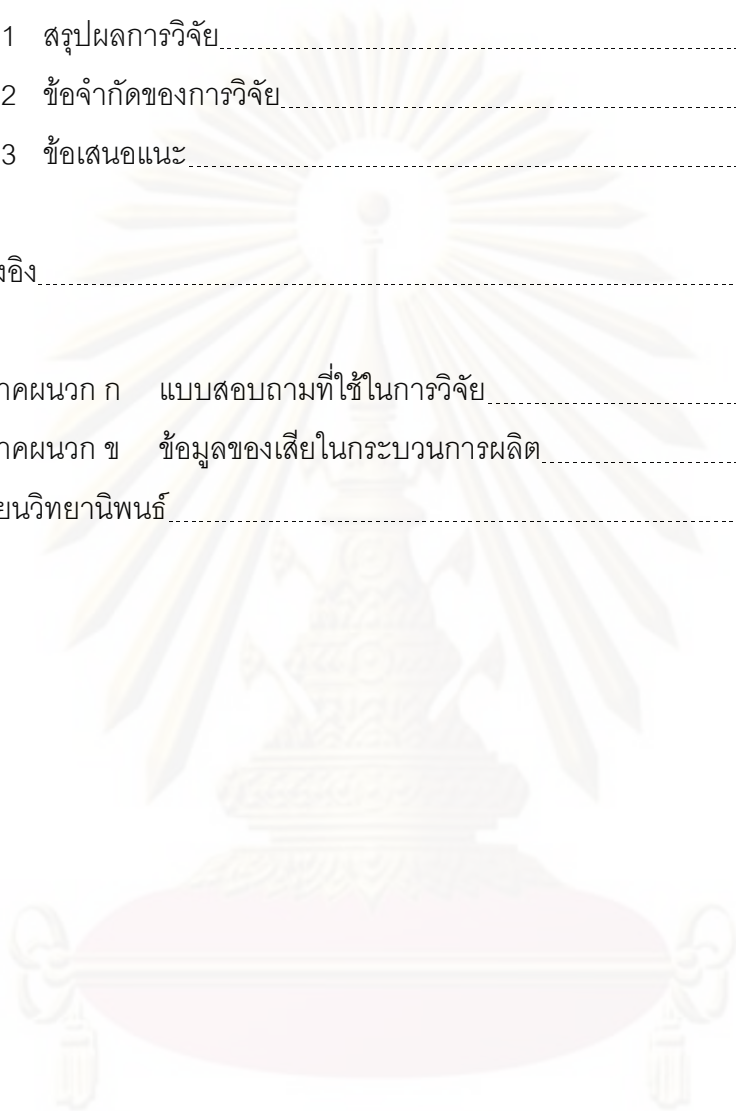 1 สรุปผลการวิจัย
2 ข้อจำกัดของการวิจัย
3 ข้อเสนอแนะ
งอิง
าคผนวก ก แบบสอบถามที่ใช้ในการวิจัย
าคผนวก ข ข้อมูลของเสียในกระบวนการผลิต
ยนวิทยานิพนธ์